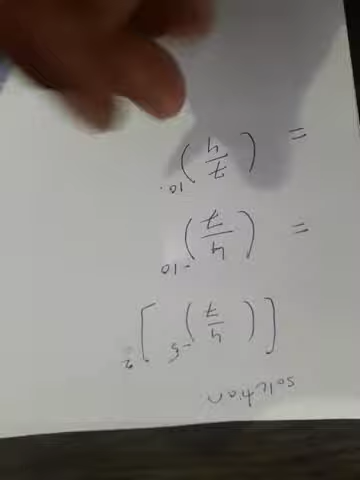 solution.
[(4/7)^-5]^2
= (4/7)^-10
= (7/4)^10.